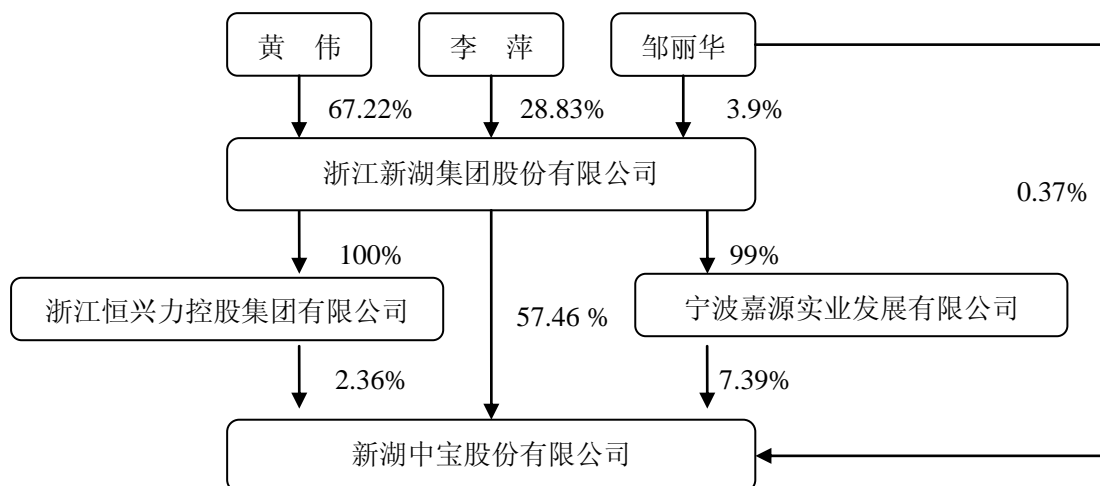 黄 伟
李 萍
邹丽华
67.22%
28.83%
3.9%
浙江新湖集团股份有限公司
0.37%
100%
99%
浙江恒兴力控股集团有限公司
57.46 %
宁波嘉源实业发展有限公司
2.36%
7.39%
新湖中宝股份有限公司